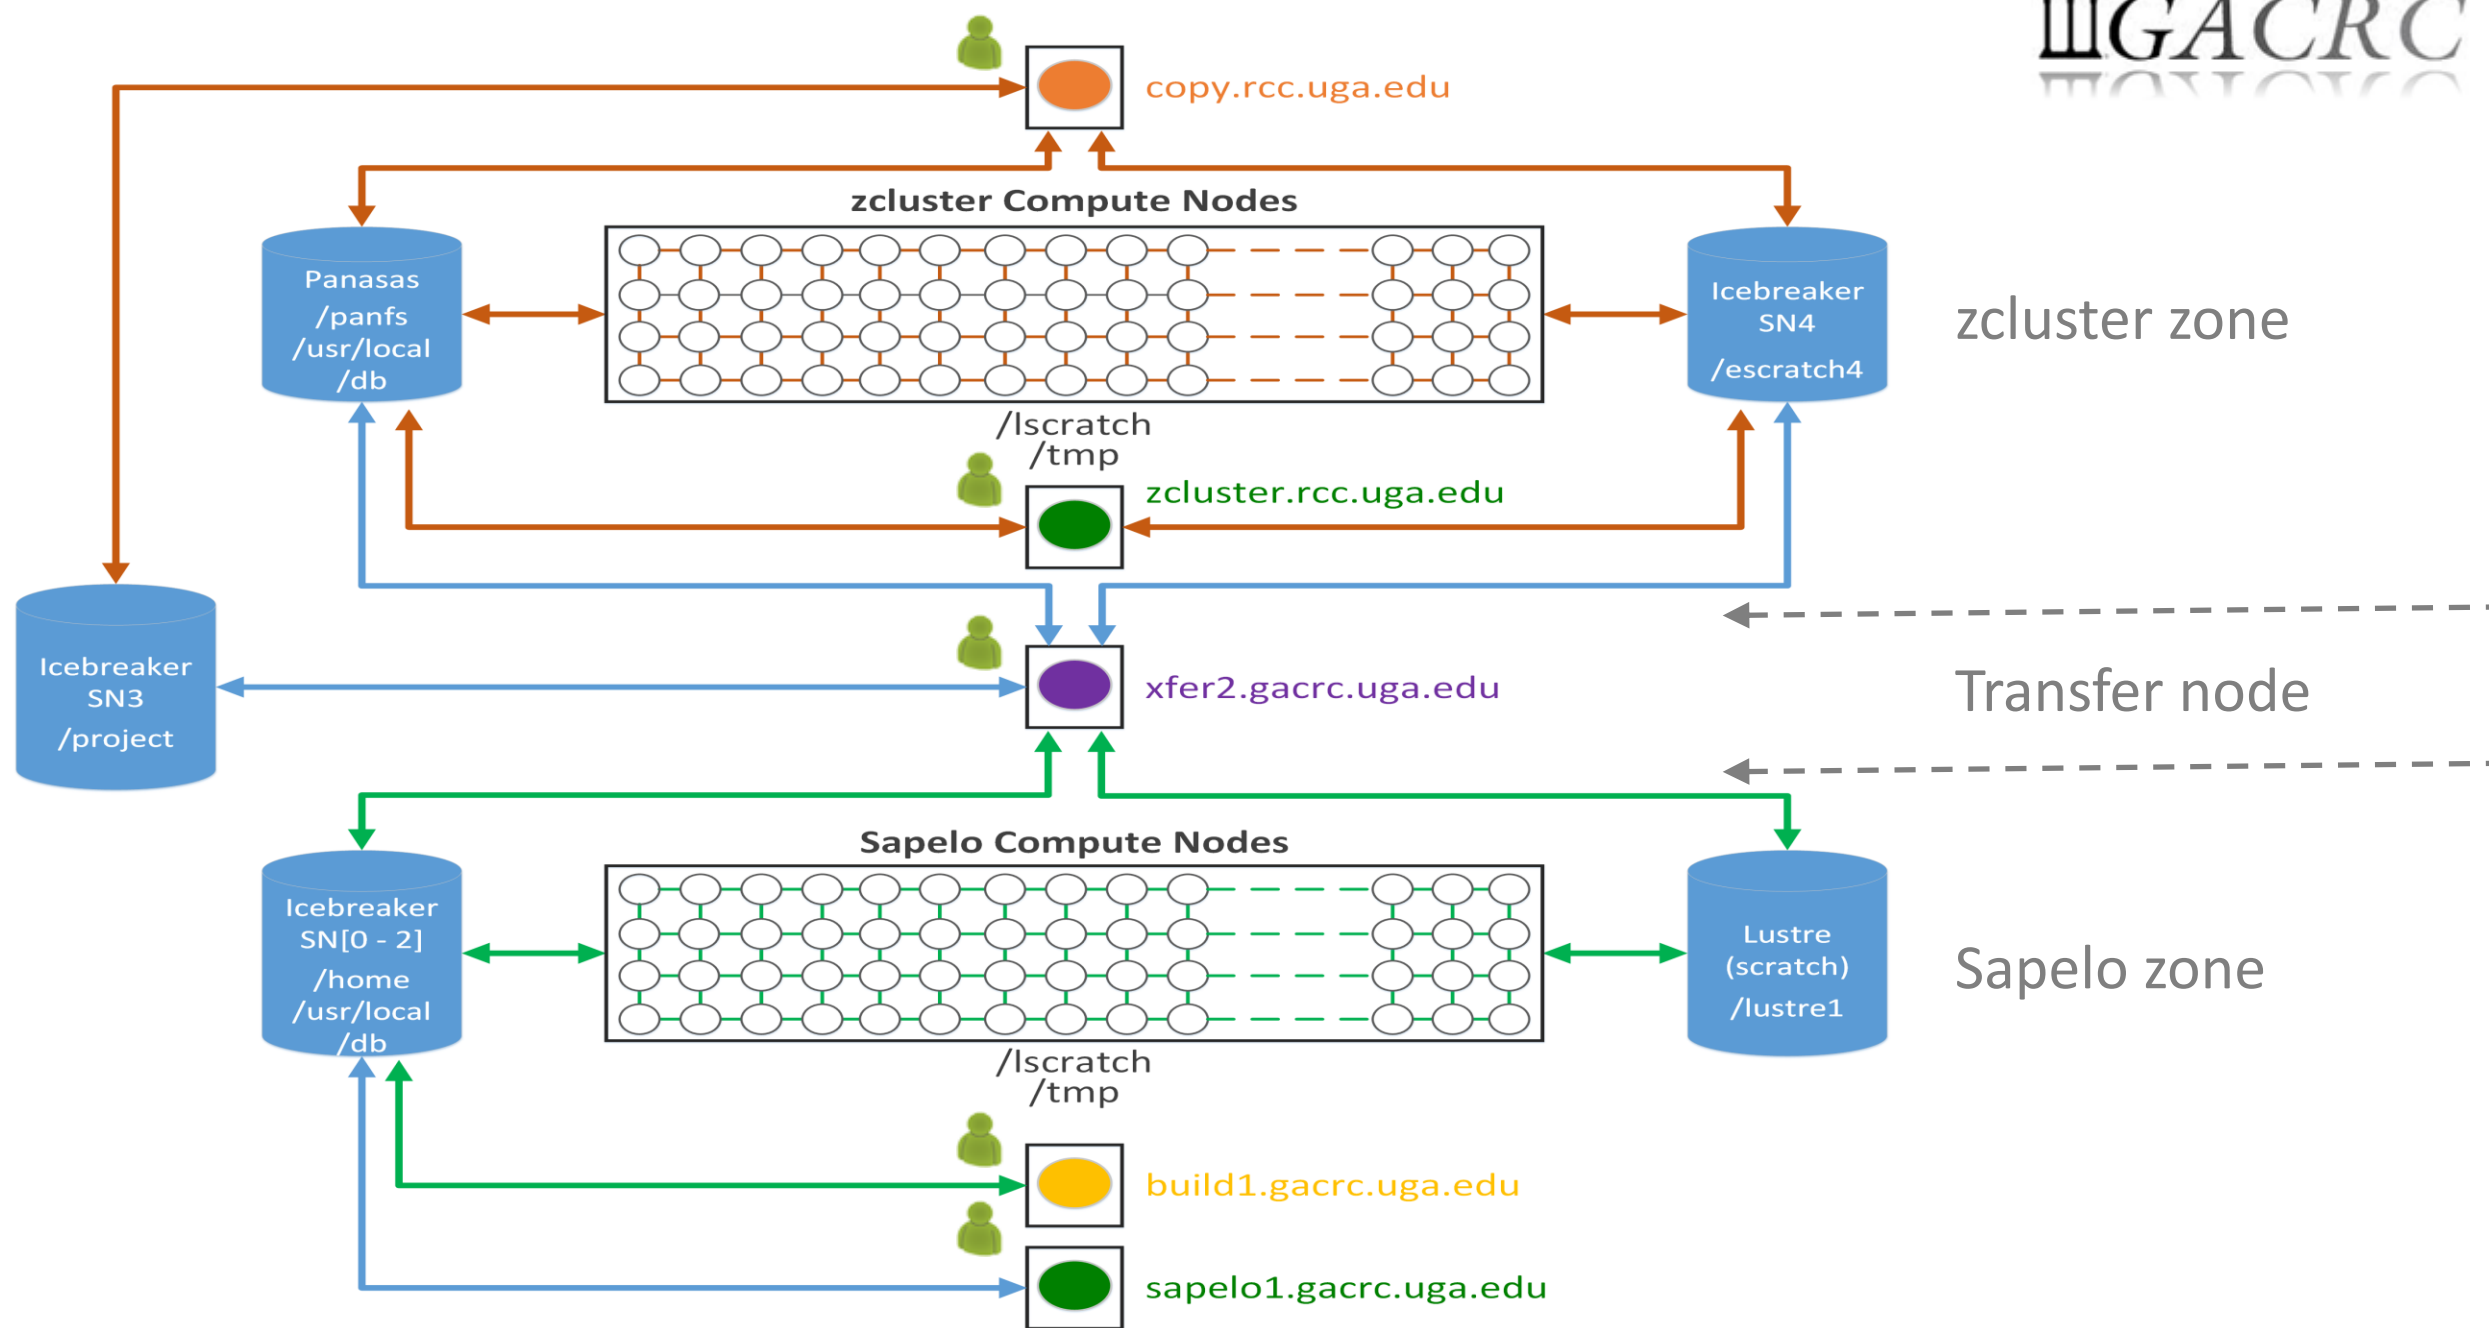 GACRC
copy.rcc.uga.edu
zcluster Compute Nodes
Panasas
/panfs
/usr/local
/db
Icebreaker
SN4
/escratch4
zcluster zone
/lscratch
/tmp
zcluster.rcc.uga.edu
Icebreaker
SN3
/project
xfer2.gacrc.uga.edu
Transfer node
Sapelo Compute Nodes
Icebreaker
SN[0 - 2]
/home
/usr/local
/db
Lustre
(scratch)
/lustre1
Sapelo zone
/lscratch
/tmp
build1.gacrc.uga.edu
sapelo1.gacrc.uga.edu